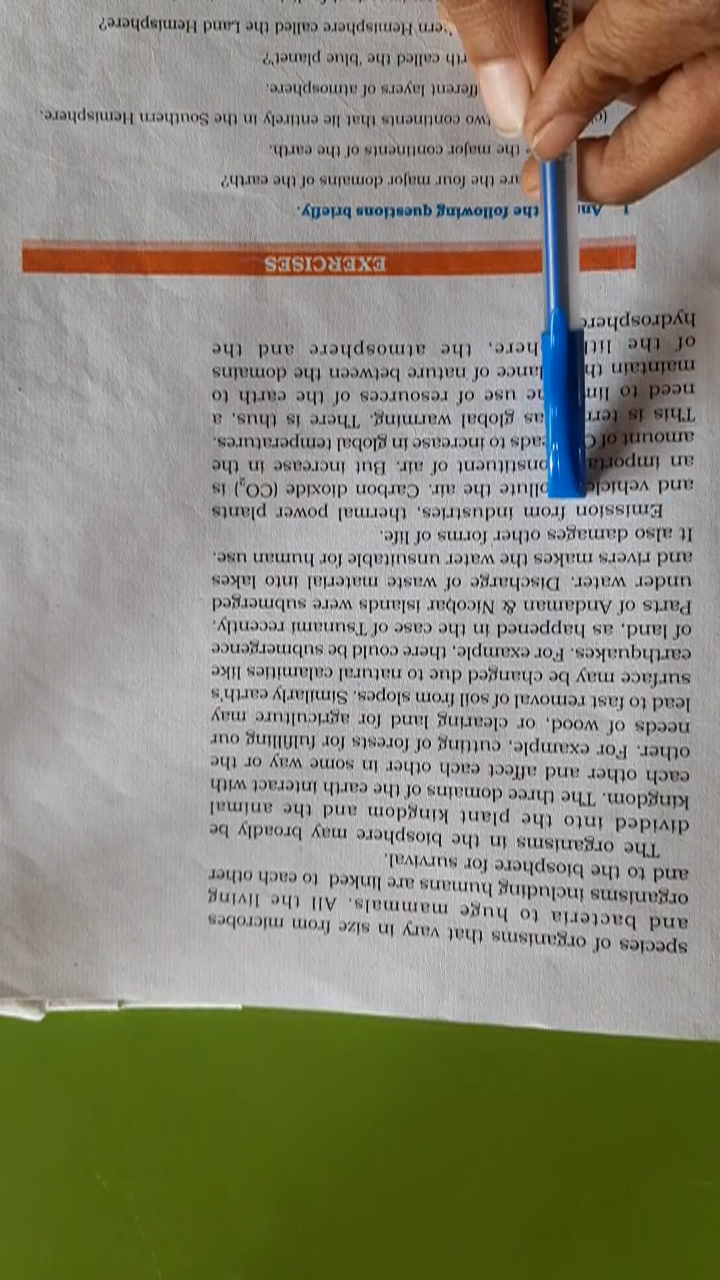 species of organisms that vary in size from microbes
and bacteria to huge mammals. All the living
organisms including humans are linked to each other
and to the biosphere for survival.
The organisms in the biosphere may broadly be
divided into the plant kingdom and the animal
kingdom. The three domains of the earth interact with
each other and affect each other in some way or the
other. For example, cutting of forests for fulfilling our
needs of wood, or clearing land for agriculture may
lead to fast removal of soil from slopes. Similarly earth's
surface may be changed due to natural calamities like
earthquakes. For example, there could be submergence
of land, as happened in the case of Tsunami recently.
Parts of Andaman & Nicobar islands were submerged
under water. Discharge of waste material into lakes
and rivers makes the water unsuitable for human use.
It also damages other forms of life.
Emission from industries, thermal power plants
and vehicles pollute the air. Carbon dioxide (CO₂) is
an important constituent of air. But increase in the
amount of leads to increase in global temperatures.
This is termed as global warming. There is thus, a
need to limit the use of resources of the earth to
maintain the balance of nature between the domains
of the lithosphere, the atmosphere and the
hydrosphere
EXERCISES
1. the following questions briefly.
are the four major domains of the earth?
the major continents of the earth.
two continents that lie entirely in the Southern Hemisphere.
layers of atmosphere.
called the 'blue planet'?
Hemisphere called the Land Hemisphere?